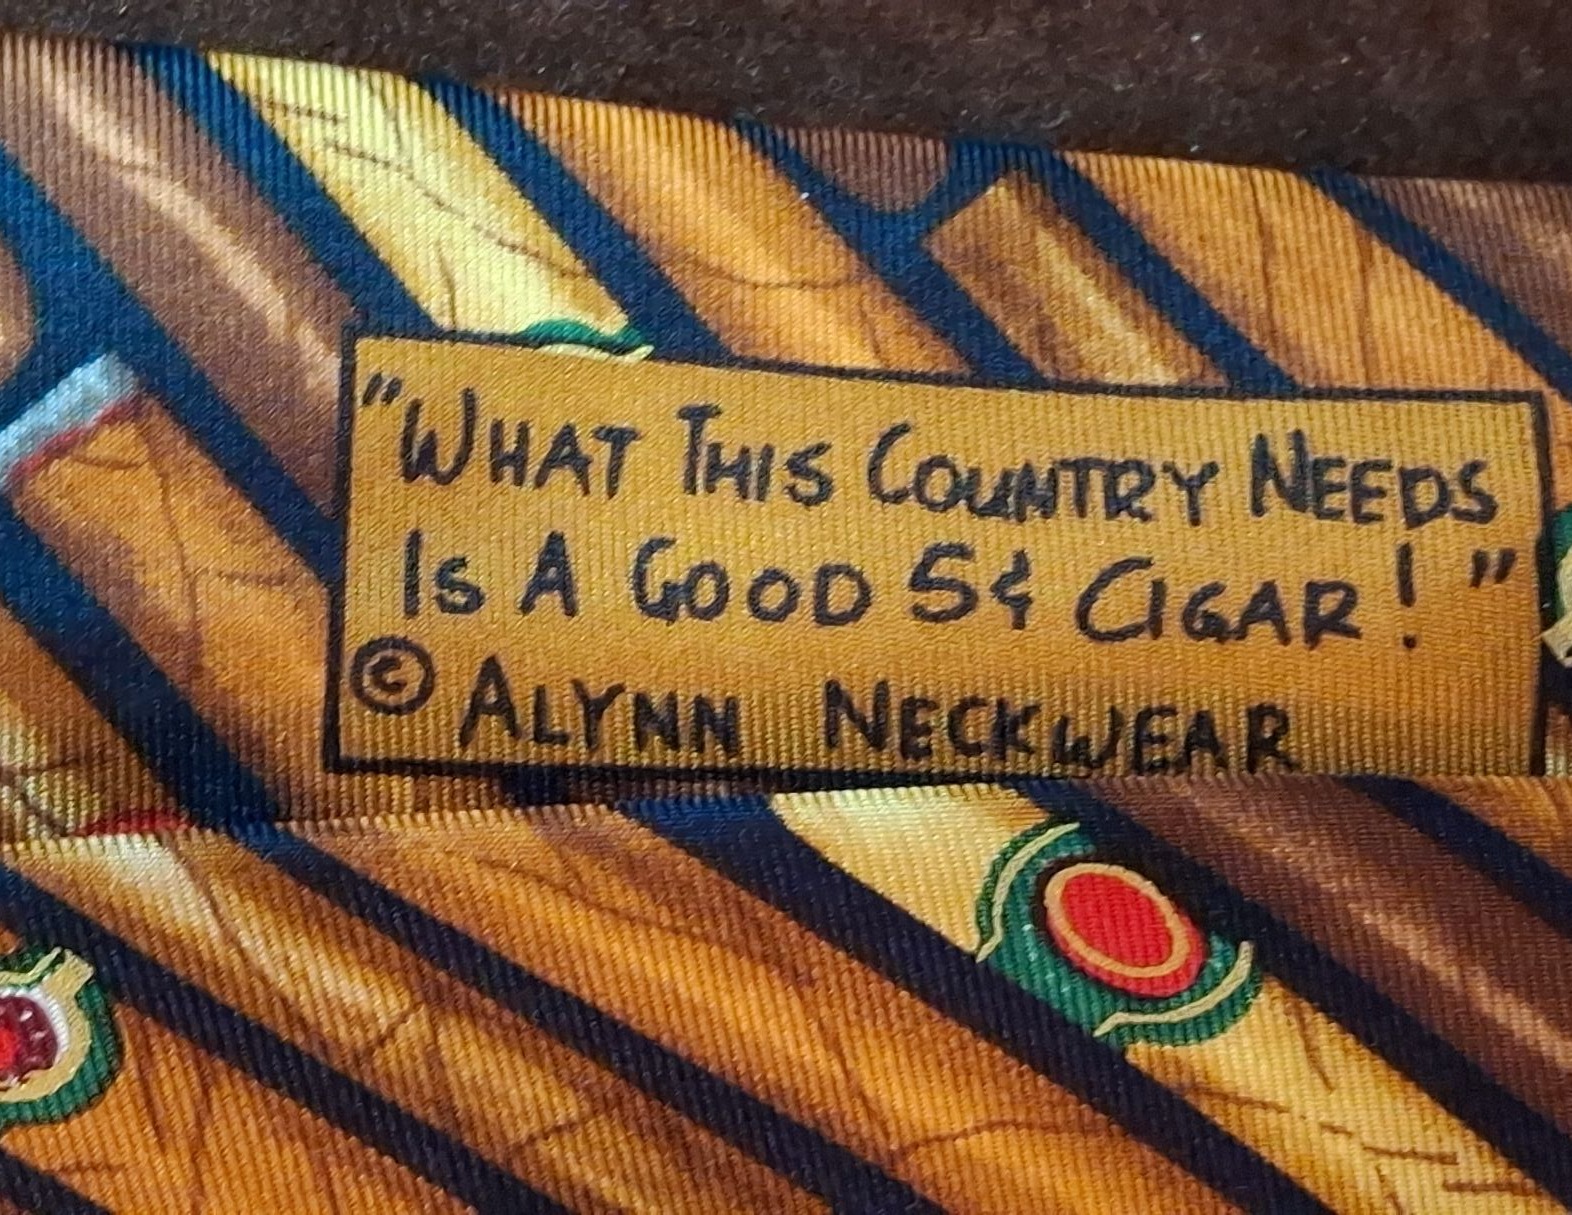 "WHAT THIS COUNTRY NEEDS
IS A GOOD 5¢ CIGAR!"
© ALYNN NECKWEAR